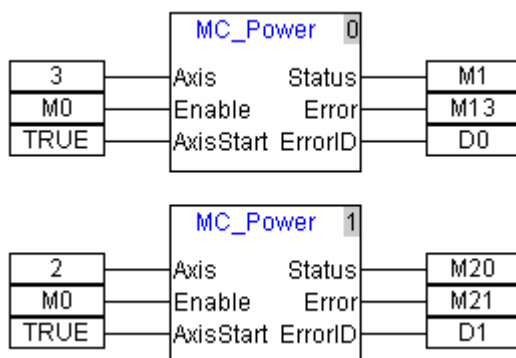 MC_Power 0
3 Axis Status M1
M0 Enable Error M13
TRUE AxisStart ErrorID D0
MC_Power 1
2 Axis Status M20
M0 Enable Error M21
TRUE AxisStart ErrorID D1